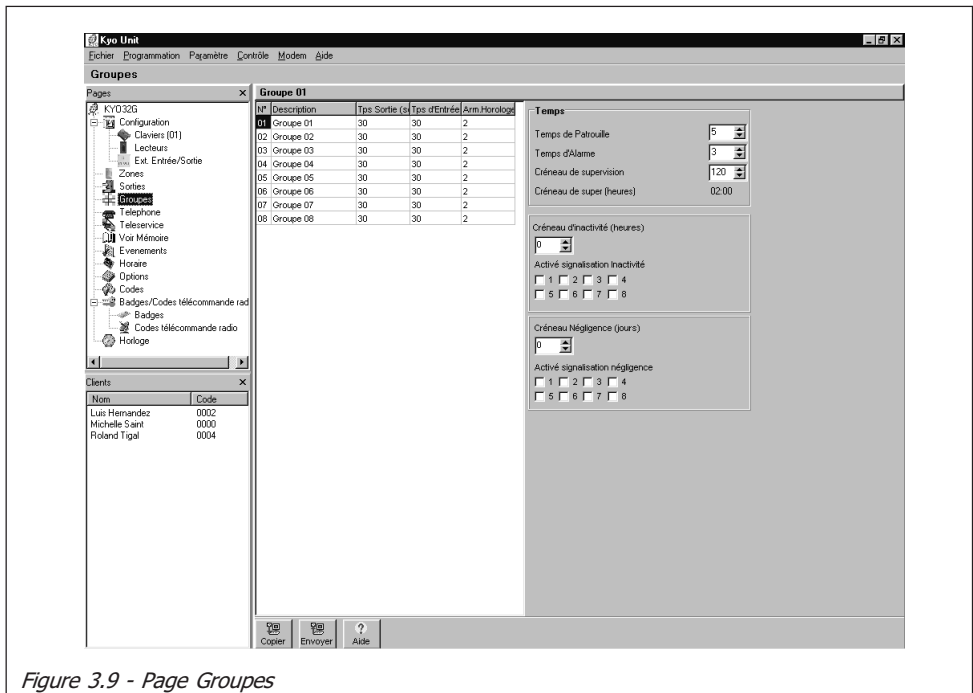 Kyo Unit
Fichier Programmation Paramètre Contrôle Modem Aide
Groupes
Pages
KYO32G
Configuration
Claviers (01)
Lecteurs
Ext. Entrée/Sortie
Zones
Sorties
Groupes
Telephone
Teleservice
Voir Mémoire
Evenements
Horaire
Options
Codes
Badges/Codes télécommande rad
Badges
Codes télécommande radio
Horloge
Clients
Nom Code
Luis Hernandez 0002
Michelle Saint 0000
Roland Tigal 0004
Groupe 01
N° Description Tps Sortie (s Tps d'Entrée Arm.Horologe
01 Groupe 01 30 30 2
02 Groupe 02 30 30 2
03 Groupe 03 30 30 2
04 Groupe 04 30 30 2
05 Groupe 05 30 30 2
06 Groupe 06 30 30 2
07 Groupe 07 30 30 2
08 Groupe 08 30 30 2
Temps
Temps de Patrouille 5
Temps d'Alarme 3
Créneau de supervision 120
Créneau de super (heures) 02:00
Créneau d'inactivité (heures)
0
Activé signalisation Inactivité
1 2 3 4
5 6 7 8
Créneau Négligence (jours)
0
Activé signalisation négligence
1 2 3 4
5 6 7 8
Copier Envoyer Aide
Figure 3.9 - Page Groupes